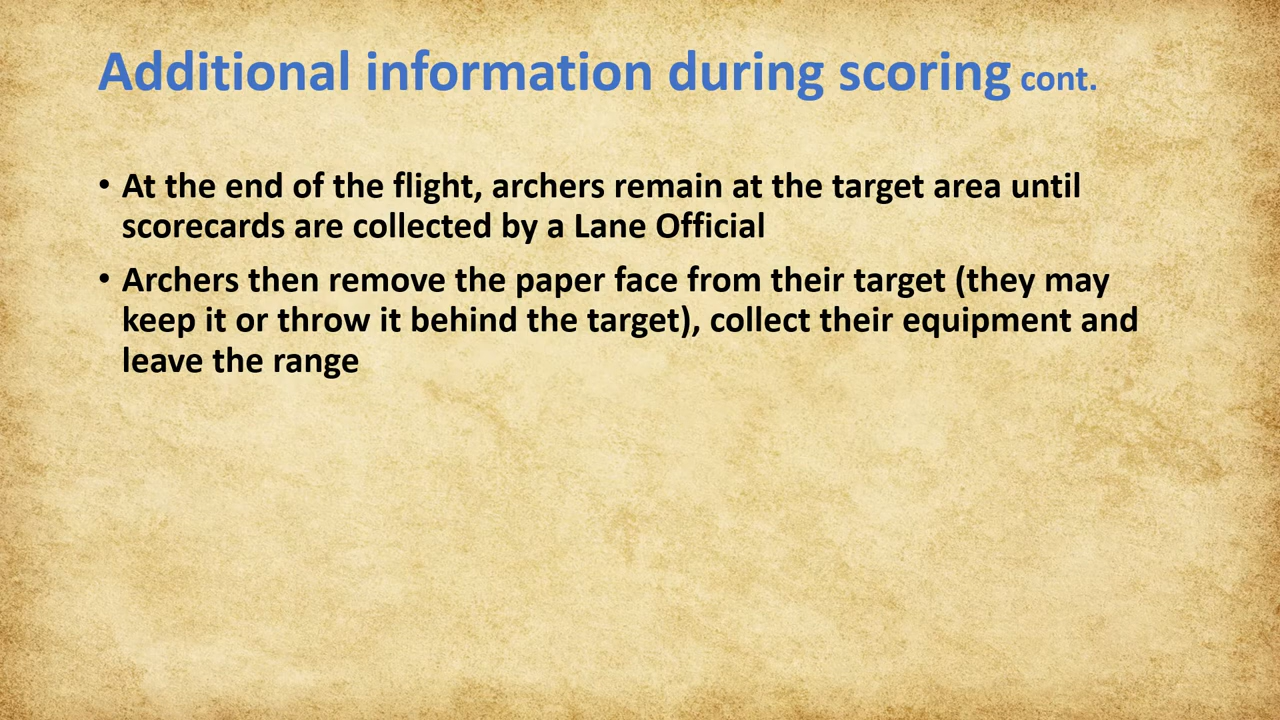 Additional information during scoring cont.
• At the end of the flight, archers remain at the target area until
scorecards are collected by a Lane Official
• Archers then remove the paper face from their target (they may
keep it or throw it behind the target), collect their equipment and
leave the range